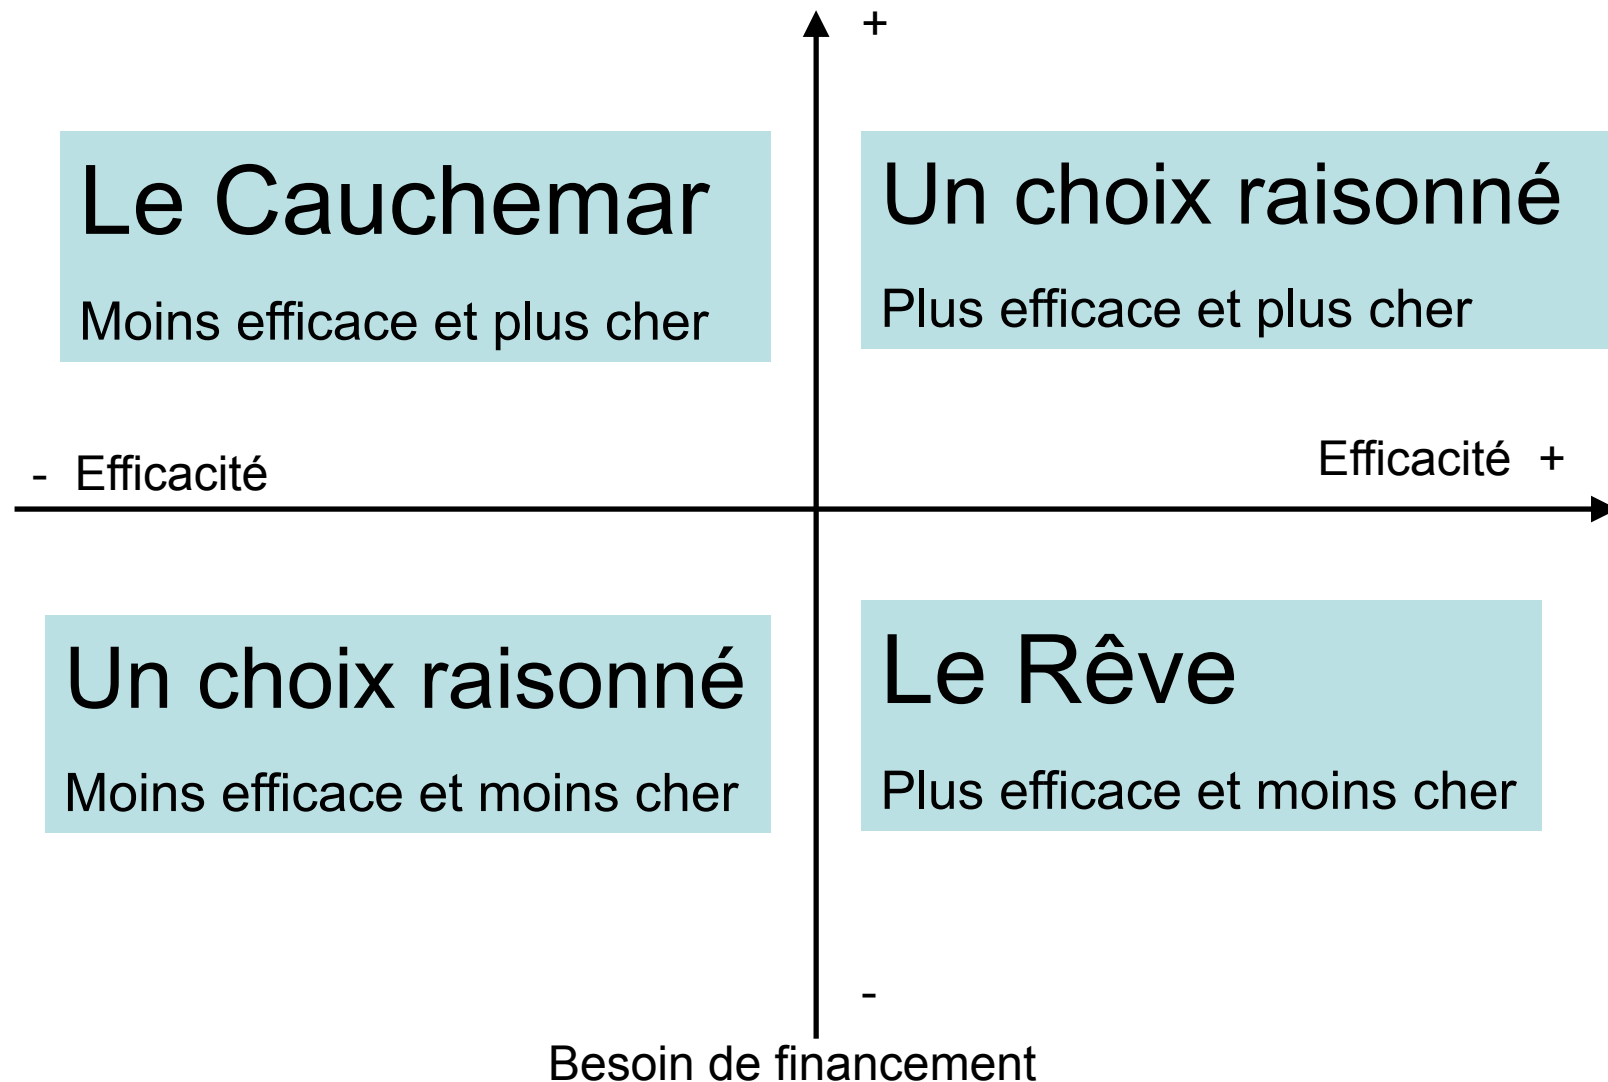 +
Le Cauchemar
Moins efficace et plus cher
Un choix raisonné
Plus efficace et plus cher
- Efficacité
Efficacité +
Un choix raisonné
Moins efficace et moins cher
Le Rêve
Plus efficace et moins cher
-
Besoin de financement